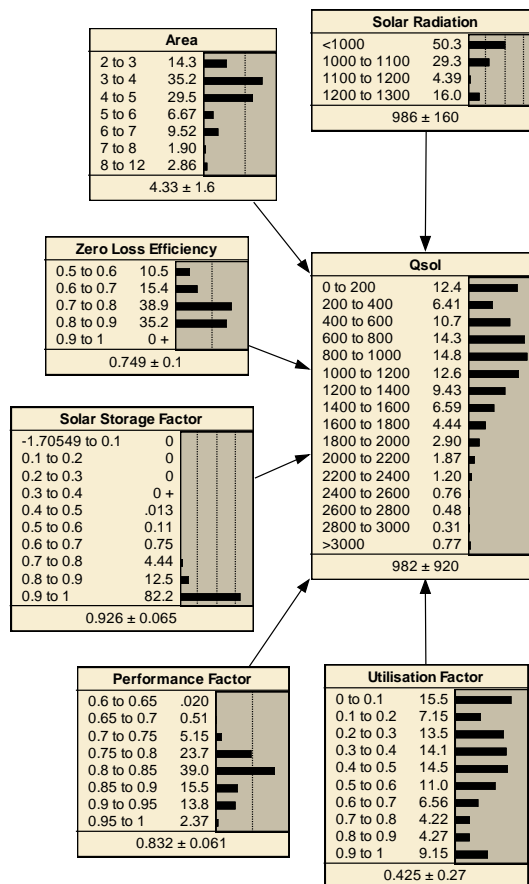 Solar Radiation
<1000 50.3
1000 to 1100 29.3
1100 to 1200 4.39
1200 to 1300 16.0
986 ± 160
Area
2 to 3 14.3
3 to 4 35.2
4 to 5 29.5
5 to 6 6.67
6 to 7 9.52
7 to 8 1.90
8 to 12 2.86
4.33 ± 1.6
Zero Loss Efficiency
0.5 to 0.6 10.5
0.6 to 0.7 15.4
0.7 to 0.8 38.9
0.8 to 0.9 35.2
0.9 to 1 0 +
0.749 ± 0.1
Qsol
0 to 200 12.4
200 to 400 6.41
400 to 600 10.7
600 to 800 14.3
800 to 1000 14.8
1000 to 1200 12.6
1200 to 1400 9.43
1400 to 1600 6.59
1600 to 1800 4.44
1800 to 2000 2.90
2000 to 2200 1.87
2200 to 2400 1.20
2400 to 2600 0.76
2600 to 2800 0.48
2800 to 3000 0.31
>3000 0.77
982 ± 920
Solar Storage Factor
-1.70549 to 0.1 0
0.1 to 0.2 0
0.2 to 0.3 0
0.3 to 0.4 0 +
0.4 to 0.5 .013
0.5 to 0.6 0.11
0.6 to 0.7 0.75
0.7 to 0.8 4.44
0.8 to 0.9 12.5
0.9 to 1 82.2
0.926 ± 0.065
Performance Factor
0.6 to 0.65 .020
0.65 to 0.7 0.51
0.7 to 0.75 5.15
0.75 to 0.8 23.7
0.8 to 0.85 39.0
0.85 to 0.9 15.5
0.9 to 0.95 13.8
0.95 to 1 2.37
0.832 ± 0.061
Utilisation Factor
0 to 0.1 15.5
0.1 to 0.2 7.15
0.2 to 0.3 13.5
0.3 to 0.4 14.1
0.4 to 0.5 14.5
0.5 to 0.6 11.0
0.6 to 0.7 6.56
0.7 to 0.8 4.22
0.8 to 0.9 4.27
0.9 to 1 9.15
0.425 ± 0.27